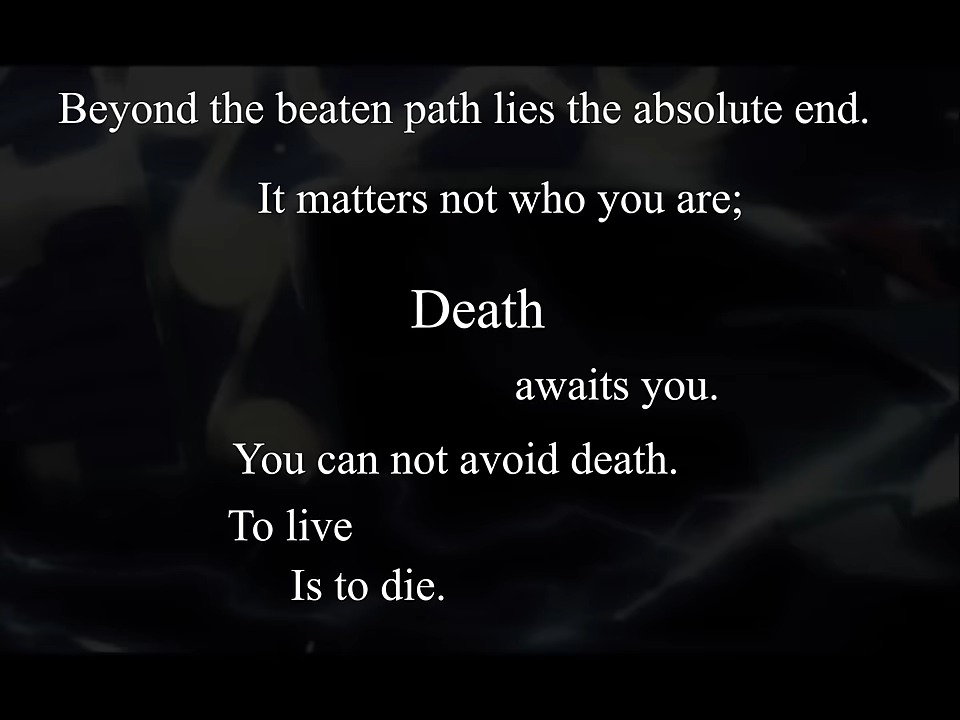 Beyond the beaten path lies the absolute end.
It matters not who you are;
Death
awaits you.
You can not avoid death.
To live
Is to die.